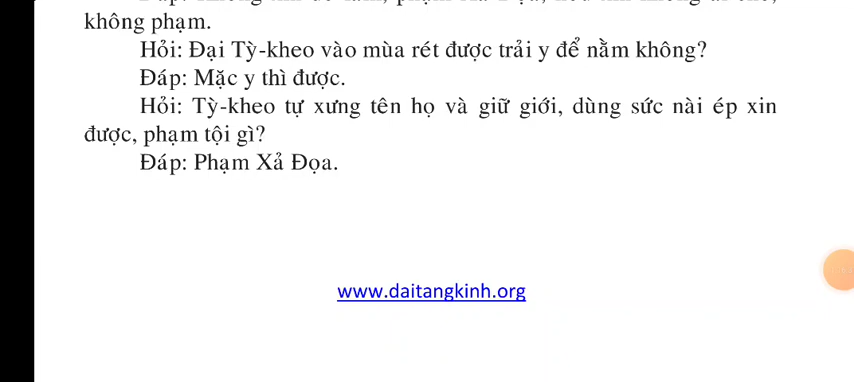 không phạm.
Hỏi: Đại Tỳ-kheo vào mùa rét được trải y để nằm không?
Đáp: Mặc y thì được.
Hỏi: Tỳ-kheo tự xưng tên họ và giữ giới, dùng sức nài ép xin
được, phạm tội gì?
Đáp: Phạm Xả Đọa.
www.daitangkinh.org